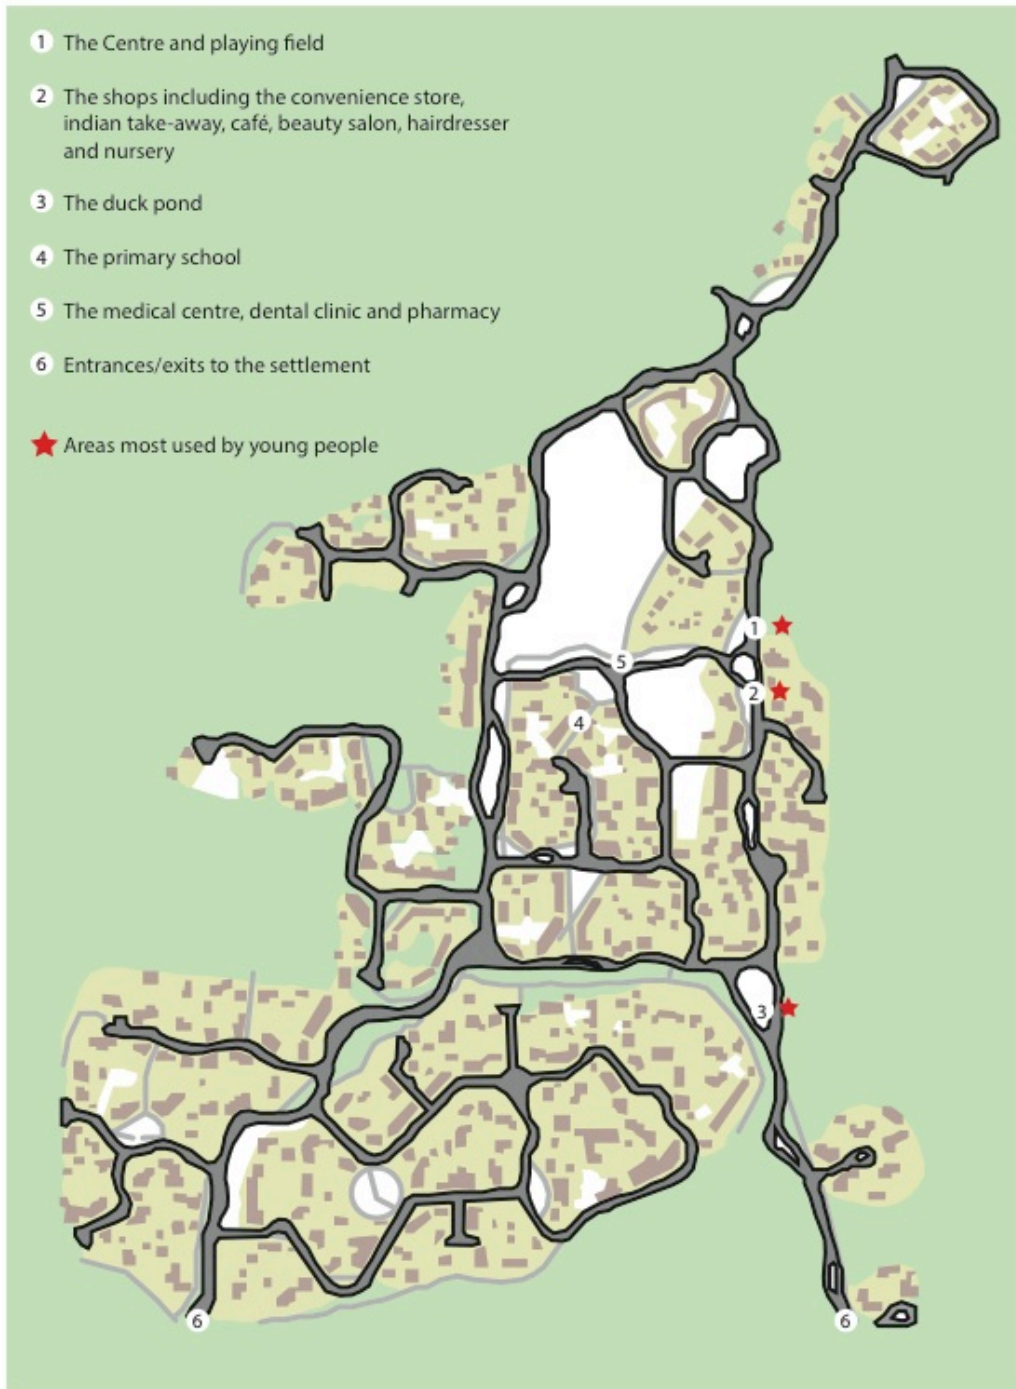 1 The Centre and playing field
2 The shops including the convenience store,
indian take-away, café, beauty salon, hairdresser
and nursery
3 The duck pond
4 The primary school
5 The medical centre, dental clinic and pharmacy
6 Entrances/exits to the settlement
Areas most used by young people
1
5
2
4
3
6
6